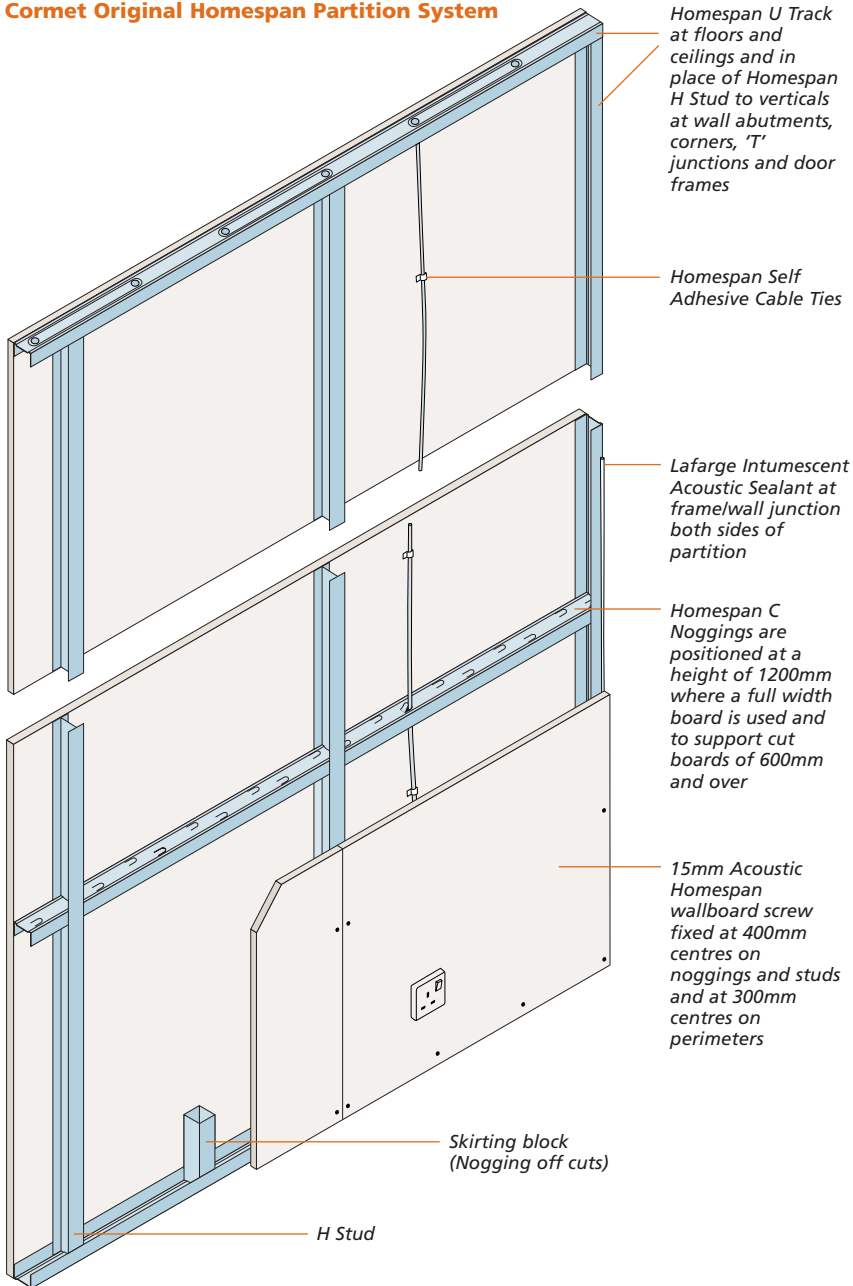 Cormet Original Homespan Partition System
Homespan U Track
at floors and
ceilings and in
place of Homespan
H Stud to verticals
at wall abutments,
corners, ‘T’
junctions and door
frames
Homespan Self
Adhesive Cable Ties
Lafarge Intumescent
Acoustic Sealant at
frame/wall junction
both sides of
partition
Homespan C
Noggings are
positioned at a
height of 1200mm
where a full width
board is used and
to support cut
boards of 600mm
and over
15mm Acoustic
Homespan
wallboard screw
fixed at 400mm
centres on
noggings and studs
and at 300mm
centres on
perimeters
Skirting block
(Nogging off cuts)
H Stud